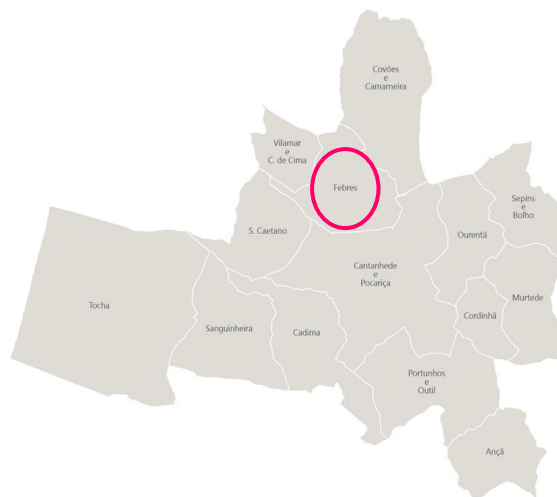 Covões
e
Camarneira
Vilamar
e
C. de Cima
Febres
Sepins
e
Bolho
S. Caetano
Ourentã
Cantanhede
e
Pocariça
Tocha
Murtede
Cordinhã
Sanguinheira
Cadima
Portunhos
e
Outil
Ançã